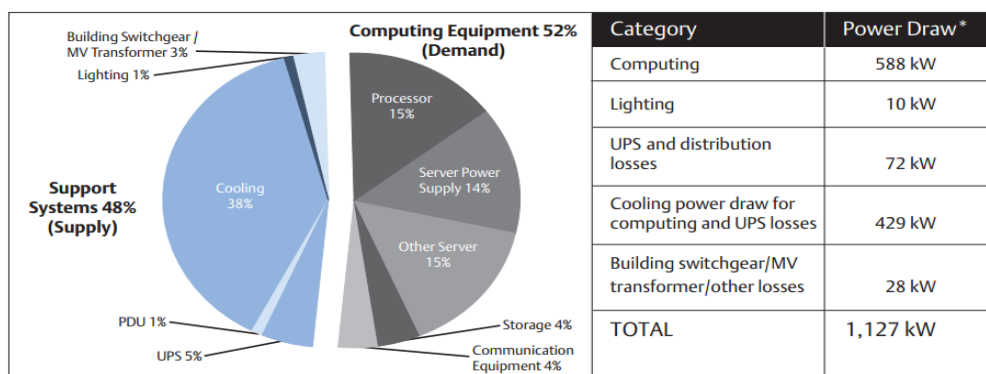 Building Switchgear /
MV Transformer 3%
Lighting 1%
Computing Equipment 52%
(Demand)
Processor
15%
Server Power
Supply 14%
Other Server
15%
Storage 4%
Communication
Equipment 4%
Cooling
38%
Support
Systems 48%
(Supply)
PDU 1%
UPS 5%
Category Power Draw*
Computing 588 kW
Lighting 10 kW
UPS and distribution
losses 72 kW
Cooling power draw for
computing and UPS losses 429 kW
Building switchgear/MV
transformer/other losses 28 kW
TOTAL 1,127 kW